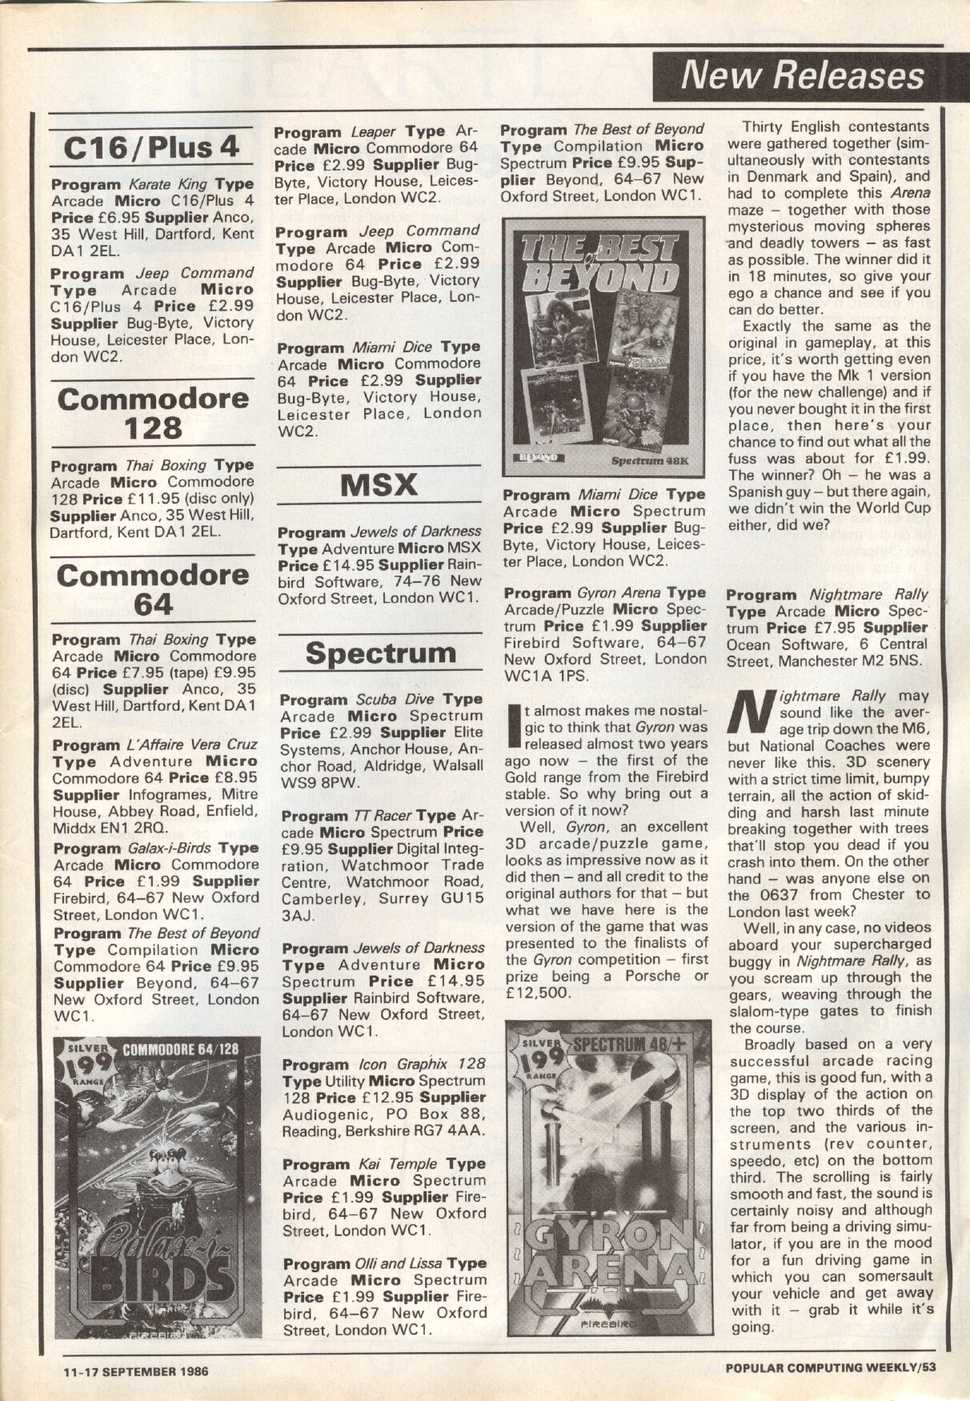 New Releases
C16/Plus 4
Program Karate King Type
Arcade Micro C16/Plus 4
Price £6.95 Supplier Anco,
35 West Hill, Dartford, Kent
DA1 2EL.
Program Jeep Command
Type Arcade Micro
C16/Plus 4 Price £2.99
Supplier Bug-Byte, Victory
House, Leicester Place, Lon-
don WC2.
Commodore
128
Program Thai Boxing Type
Arcade Micro Commodore
128 Price £11.95 (disc only)
Supplier Anco, 35 West Hill,
Dartford, Kent DA1 2EL.
Commodore
64
Program Thai Boxing Type
Arcade Micro Commodore
64 Price £7.95 (tape) £9.95
(disc) Supplier Anco, 35
West Hill, Dartford, Kent DA1
2EL.
Program L'Affaire Vera Cruz
Type Adventure Micro
Commodore 64 Price £8.95
Supplier Infogrames, Mitre
House, Abbey Road, Enfield,
Middx EN1 2RQ.
Program Galax-i-Birds Type
Arcade Micro Commodore
64 Price £1.99 Supplier
Firebird, 64–67 New Oxford
Street, London WC1.
Program The Best of Beyond
Type Compilation Micro
Commodore 64 Price £9.95
Supplier Beyond, 64–67
New Oxford Street, London
WC1.
SILVER
199
RANGE
COMMODORE 64/128
Galax-i-
BIRDS
FIREBIRD
Program Leaper Type Ar-
cade Micro Commodore 64
Price £2.99 Supplier Bug-
Byte, Victory House, Leices-
ter Place, London WC2.
Program Jeep Command
Type Arcade Micro Com-
modore 64 Price £2.99
Supplier Bug-Byte, Victory
House, Leicester Place, Lon-
don WC2.
Program Miami Dice Type
Arcade Micro Commodore
64 Price £2.99 Supplier
Bug-Byte, Victory House,
Leicester Place, London
WC2.
MSX
Program Jewels of Darkness
Type Adventure Micro MSX
Price £14.95 Supplier Rain-
bird Software, 74–76 New
Oxford Street, London WC1.
Spectrum
Program Scuba Dive Type
Arcade Micro Spectrum
Price £2.99 Supplier Elite
Systems, Anchor House, An-
chor Road, Aldridge, Walsall
WS9 8PW.
Program TT Racer Type Ar-
cade Micro Spectrum Price
£9.95 Supplier Digital Integ-
ration, Watchmoor Trade
Centre, Watchmoor Road,
Camberley, Surrey GU15
3AJ.
Program Jewels of Darkness
Type Adventure Micro
Spectrum Price £14.95
Supplier Rainbird Software,
64–67 New Oxford Street,
London WC1.
Program Icon Graphix 128
Type Utility Micro Spectrum
128 Price £12.95 Supplier
Audiogenic, PO Box 88,
Reading, Berkshire RG7 4AA.
Program Kai Temple Type
Arcade Micro Spectrum
Price £1.99 Supplier Fire-
bird, 64–67 New Oxford
Street, London WC1.
Program Olli and Lissa Type
Arcade Micro Spectrum
Price £1.99 Supplier Fire-
bird, 64–67 New Oxford
Street, London WC1.
Program The Best of Beyond
Type Compilation Micro
Spectrum Price £9.95 Sup-
plier Beyond, 64–67 New
Oxford Street, London WC1.
THE BEST
of
BEYOND
BEYOND
Spectrum 48K
Program Miami Dice Type
Arcade Micro Spectrum
Price £2.99 Supplier Bug-
Byte, Victory House, Leices-
ter Place, London WC2.
Program Gyron Arena Type
Arcade/Puzzle Micro Spec-
trum Price £1.99 Supplier
Firebird Software, 64–67
New Oxford Street, London
WC1A 1PS.
It almost makes me nostal-
gic to think that Gyron was
released almost two years
ago now – the first of the
Gold range from the Firebird
stable. So why bring out a
version of it now?
Well, Gyron, an excellent
3D arcade/puzzle game,
looks as impressive now as it
did then – and all credit to the
original authors for that – but
what we have here is the
version of the game that was
presented to the finalists of
the Gyron competition – first
prize being a Porsche or
£12,500.
SILVER
199
RANGE
SPECTRUM 48/+
GYRON
ARENA
FIREBIRD
Thirty English contestants
were gathered together (sim-
ultaneously with contestants
in Denmark and Spain), and
had to complete this Arena
maze – together with those
mysterious moving spheres
and deadly towers – as fast
as possible. The winner did it
in 18 minutes, so give your
ego a chance and see if you
can do better.
Exactly the same as the
original in gameplay, at this
price, it's worth getting even
if you have the Mk 1 version
(for the new challenge) and if
you never bought it in the first
place, then here's your
chance to find out what all the
fuss was about for £1.99.
The winner? Oh – he was a
Spanish guy – but there again,
we didn't win the World Cup
either, did we?
Program Nightmare Rally
Type Arcade Micro Spec-
trum Price £7.95 Supplier
Ocean Software, 6 Central
Street, Manchester M2 5NS.
Nightmare Rally may
sound like the aver-
age trip down the M6,
but National Coaches were
never like this. 3D scenery
with a strict time limit, bumpy
terrain, all the action of skid-
ding and harsh last minute
breaking together with trees
that'll stop you dead if you
crash into them. On the other
hand – was anyone else on
the 0637 from Chester to
London last week?
Well, in any case, no videos
aboard your supercharged
buggy in Nightmare Rally, as
you scream up through the
gears, weaving through the
slalom-type gates to finish
the course.
Broadly based on a very
successful arcade racing
game, this is good fun, with a
3D display of the action on
the top two thirds of the
screen, and the various in-
struments (rev counter,
speedo, etc) on the bottom
third. The scrolling is fairly
smooth and fast, the sound is
certainly noisy and although
far from being a driving simu-
lator, if you are in the mood
for a fun driving game in
which you can somersault
your vehicle and get away
with it – grab it while it's
going.
11-17 SEPTEMBER 1986
POPULAR COMPUTING WEEKLY/53